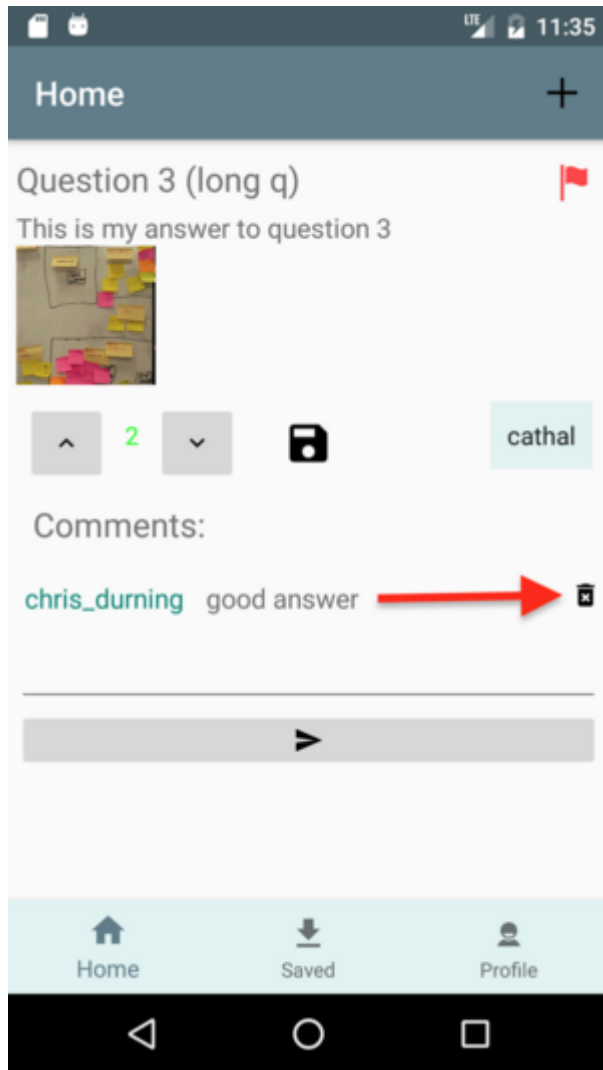 LTE 11:35
Home
Question 3 (long q)
This is my answer to question 3
2
cathal
Comments:
chris_durning good answer
Home Saved Profile